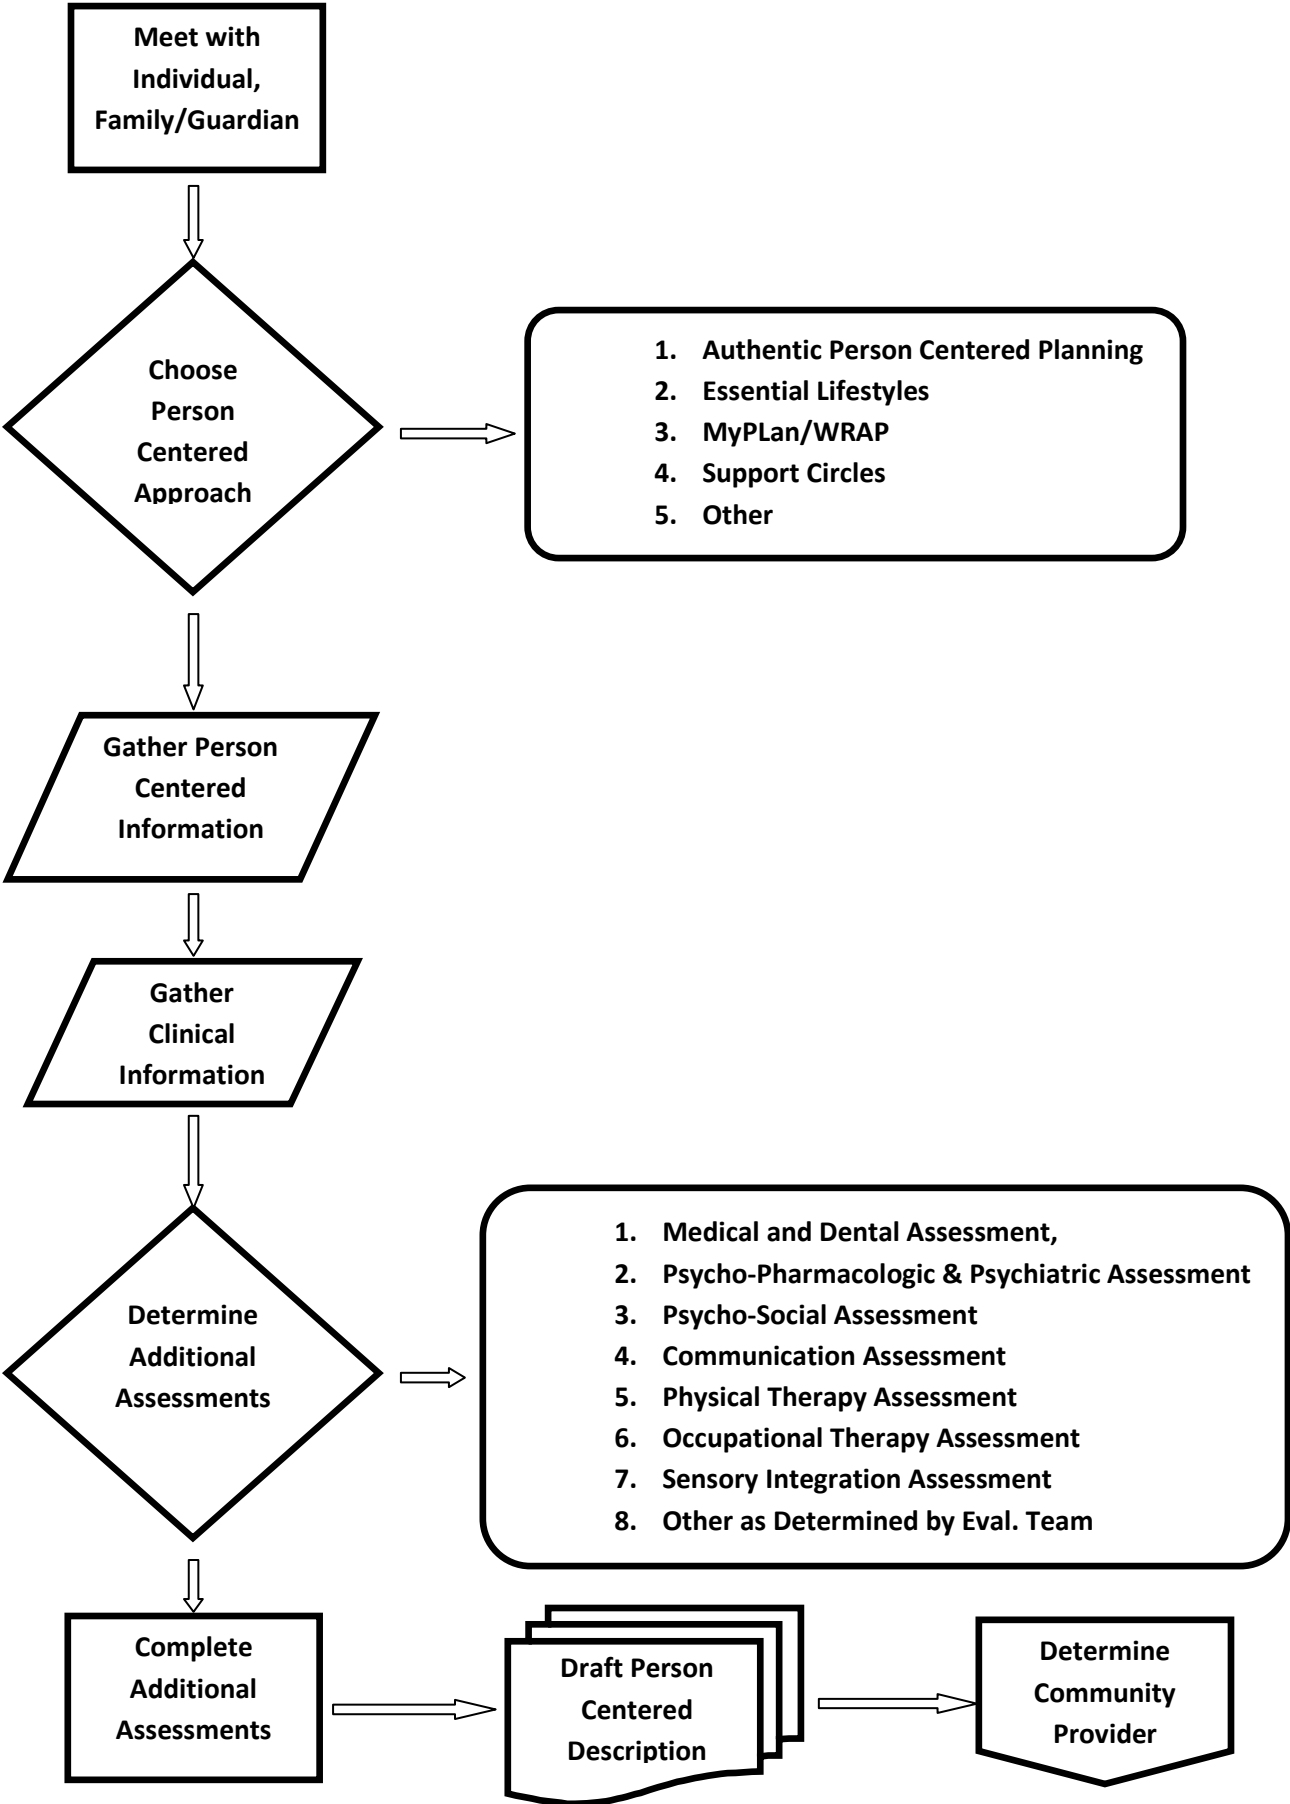 Meet with
Individual,
Family/Guardian
Choose
Person
Centered
Approach
1. Authentic Person Centered Planning
2. Essential Lifestyles
3. MyPLan/WRAP
4. Support Circles
5. Other
Gather Person
Centered
Information
Gather
Clinical
Information
Determine
Additional
Assessments
1. Medical and Dental Assessment,
2. Psycho-Pharmacologic & Psychiatric Assessment
3. Psycho-Social Assessment
4. Communication Assessment
5. Physical Therapy Assessment
6. Occupational Therapy Assessment
7. Sensory Integration Assessment
8. Other as Determined by Eval. Team
Complete
Additional
Assessments
Draft Person
Centered
Description
Determine
Community
Provider